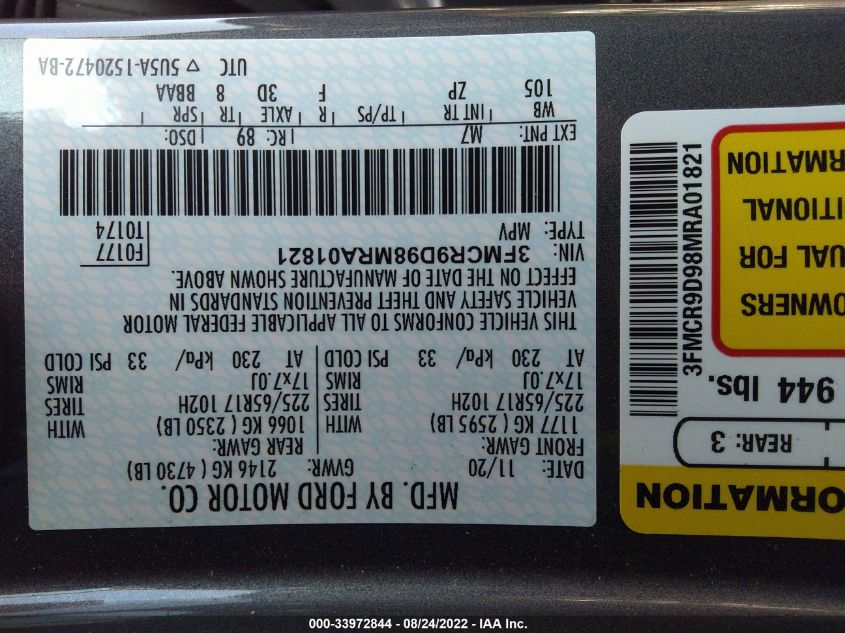 MFD. BY FORD MOTOR CO.
DATE: 11/20 GVWR: 2146 KG ( 4730 LB)
FRONT GAWR: REAR GAWR: WITH
1177 KG ( 2595 LB) WITH 1066 KG ( 2350 LB)
225/65R17 102H TIRES 225/65R17 102H TIRES
17x7.0J RIMS 17x7.0J RIMS
AT 230 kPa/ 33 PSI COLD AT 230 kPa/ 33 PSI COLD
THIS VEHICLE CONFORMS TO ALL APPLICABLE FEDERAL MOTOR
VEHICLE SAFETY AND THEFT PREVENTION STANDARDS IN
EFFECT ON THE DATE OF MANUFACTURE SHOWN ABOVE.
VIN: 3FMCR9D98MRA01821 F0177
TYPE: MPV T0174
EXT PNT: M7 RC: 89 DSO:
WB INT TR TP/PS R AXLE TR SPR
105 ZP F 3D 8 BBAA
UTC ▽ 5U5A-1520472-BA
ORMATION
REAR: 3
944 lbs.
OWNERS
UAL FOR
ITIONAL
RMATION
3FMCR9D98MRA01821
000-33972844 - 08/24/2022 - IAA Inc.